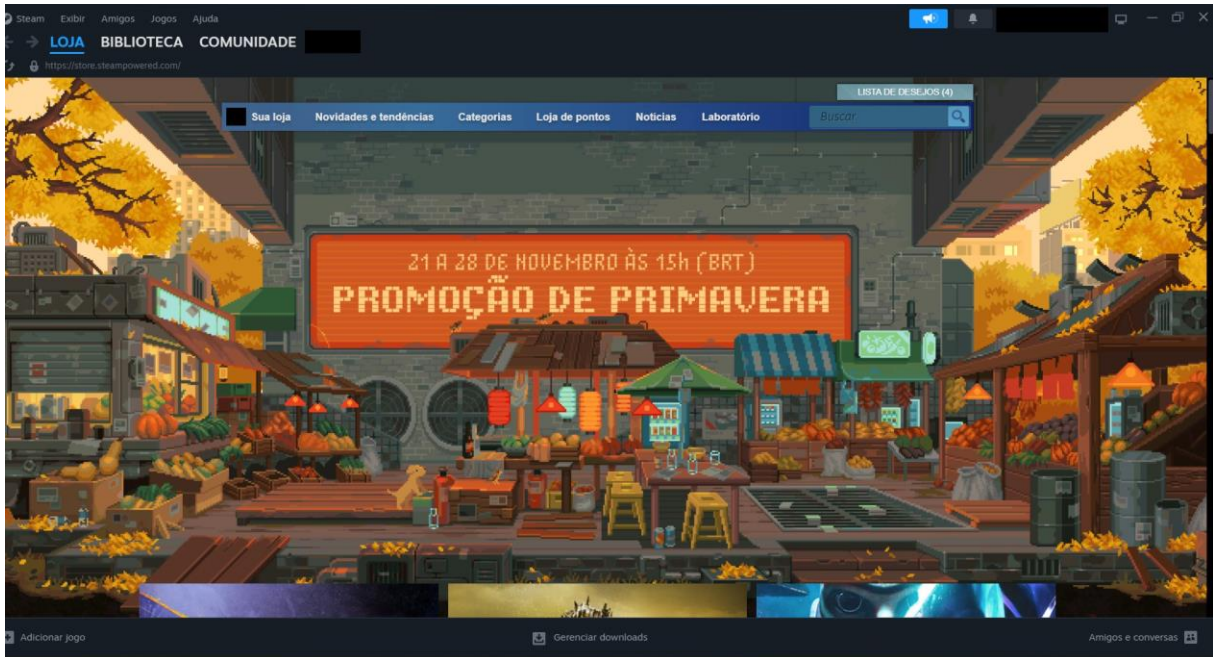 Steam Exibir Amigos Jogos Ajuda
LOJA BIBLIOTECA COMUNIDADE
https://store.steampowered.com/
LISTA DE DESEJOS (4)
Sua loja Novidades e tendências Categorias Loja de pontos Notícias Laboratório Buscar
21 A 28 DE NOVEMBRO ÀS 15h (BRT)
PROMOÇÃO DE PRIMAVERA
Adicionar jogo Gerenciar downloads Amigos e conversas